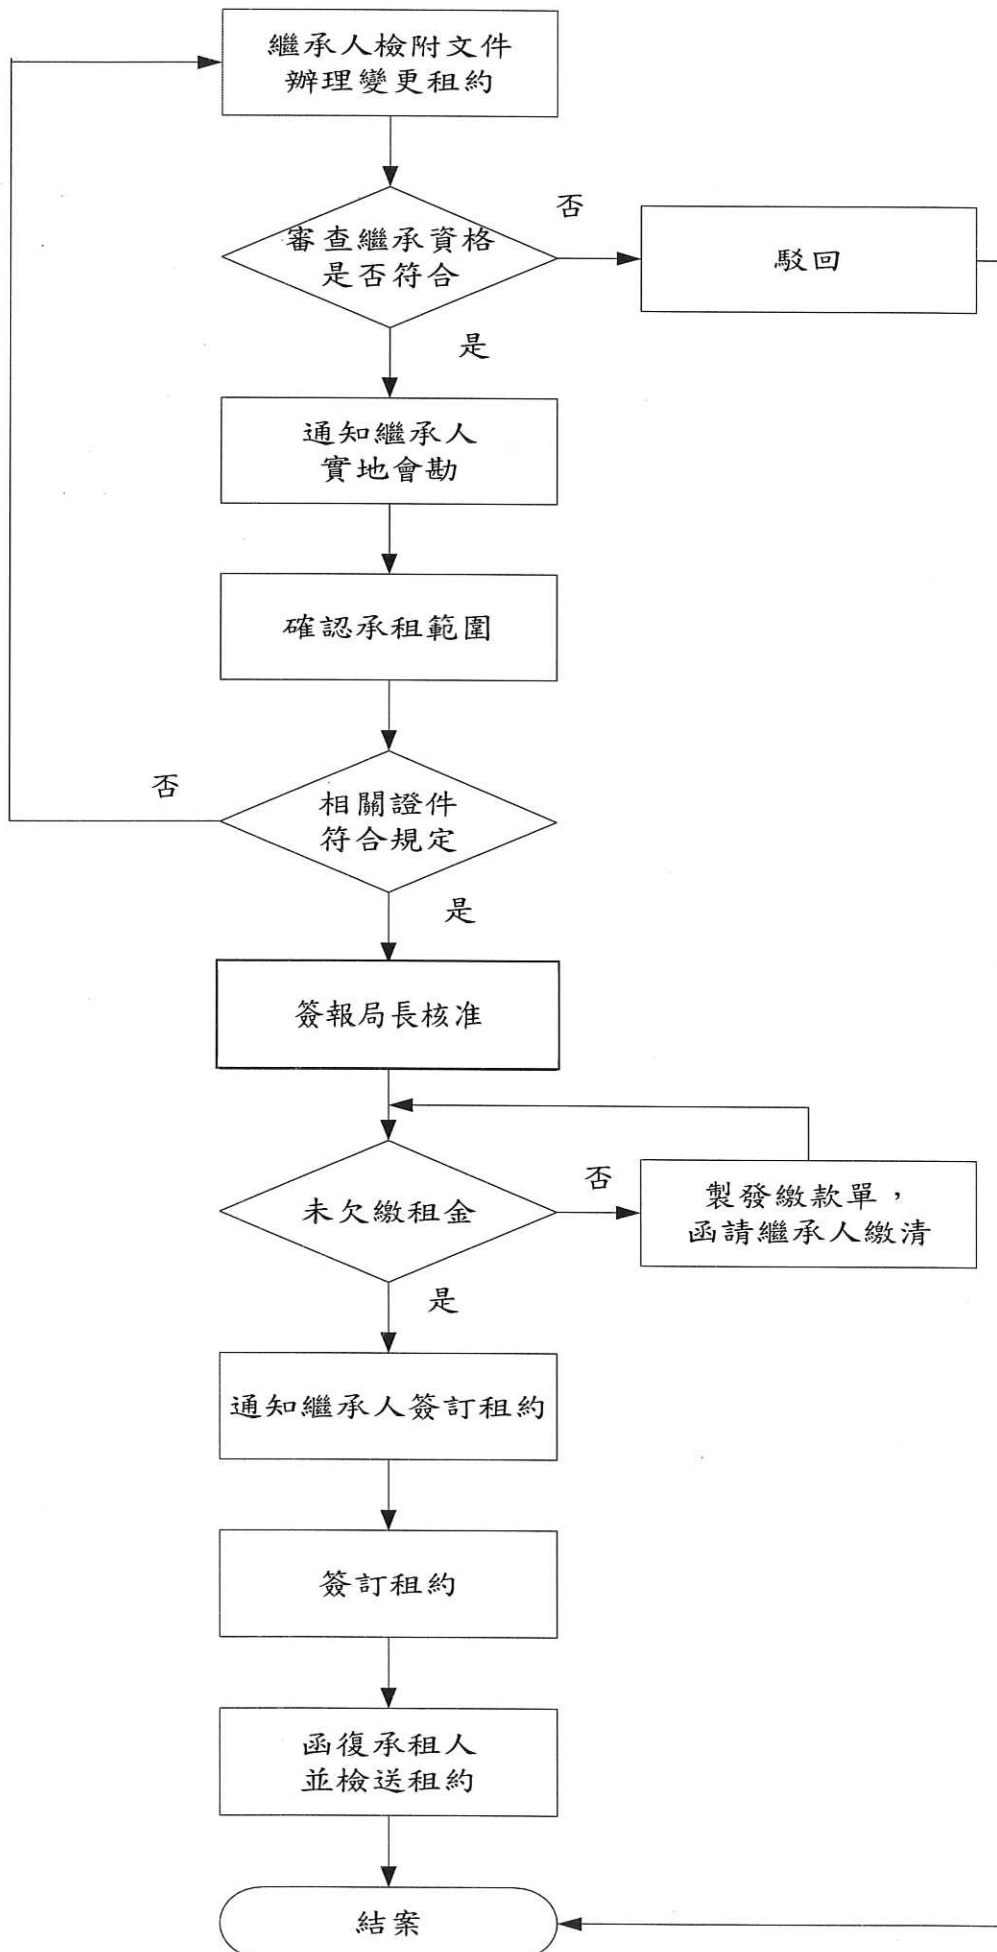 繼承人檢附文件
辦理變更租約
審查繼承資格
是否符合
否
駁回
是
通知繼承人
實地會勘
確認承租範圍
相關證件
符合規定
否
是
簽報局長核准
未欠繳租金
否
製發繳款單，
函請繼承人繳清
是
通知繼承人簽訂租約
簽訂租約
函復承租人
並檢送租約
結案